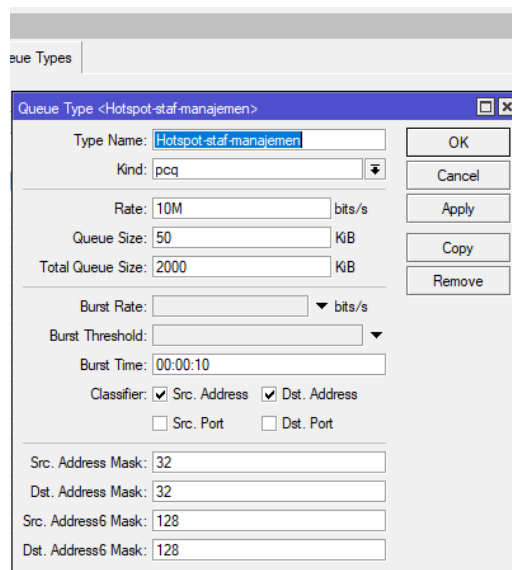 eue Types
Queue Type <Hotspot-staf-manajemen>
Type Name: Hotspot-staf-manajemen
OK
Kind: pcq
Cancel
Rate: 10M bits/s
Apply
Queue Size: 50 KiB
Copy
Total Queue Size: 2000 KiB
Remove
Burst Rate: bits/s
Burst Threshold:
Burst Time: 00:00:10
Classifier: Src. Address Dst. Address
Src. Port Dst. Port
Src. Address Mask: 32
Dst. Address Mask: 32
Src. Address6 Mask: 128
Dst. Address6 Mask: 128